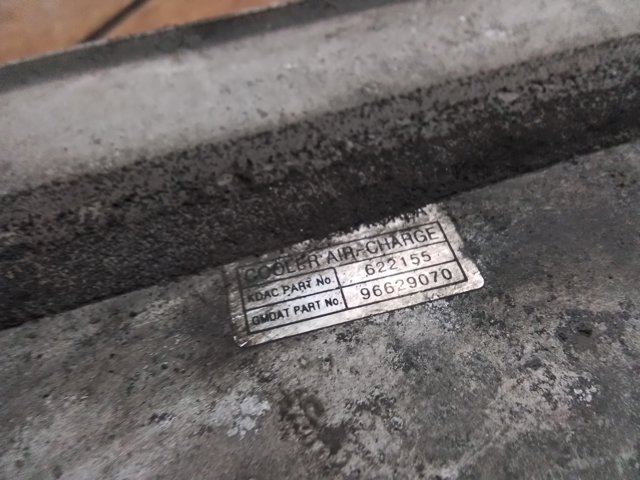 COOLER AIR-CHARGE
KDAC PART No. 622155
GMDAT PART No. 96629070